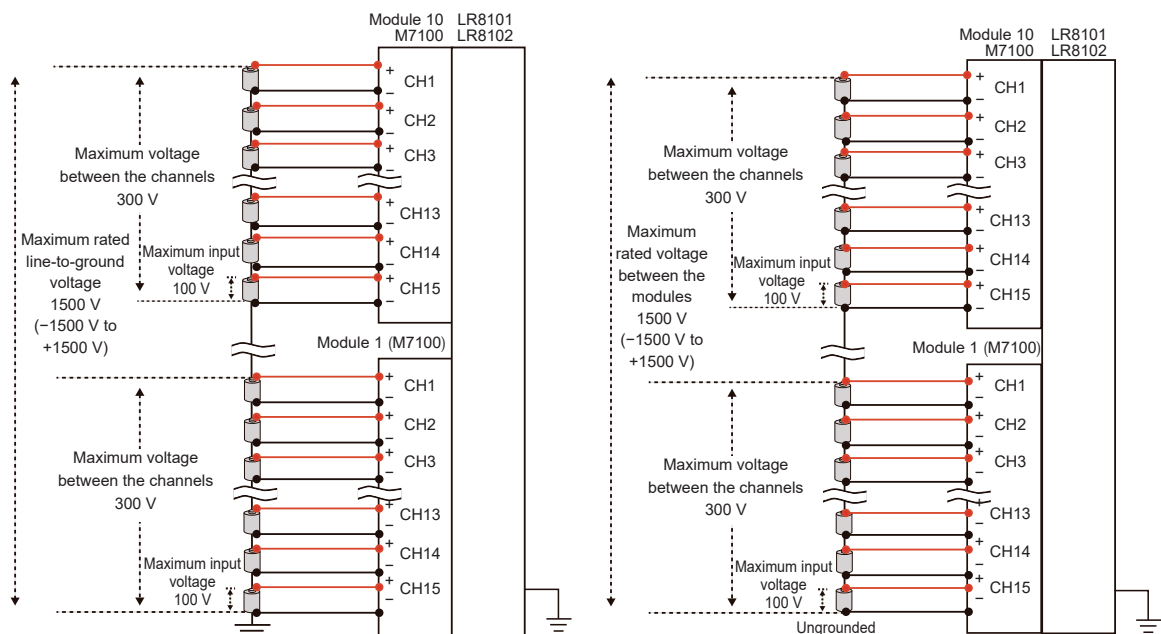 Module 10
M7100
LR8101
LR8102
+
CH1
−
+
CH2
−
+
CH3
−
Maximum voltage
between the channels
300 V
+
CH13
−
+
CH14
−
+
CH15
−
Maximum rated
line-to-ground
voltage
1500 V
(−1500 V to
+1500 V)
Maximum input
voltage
100 V
Module 1 (M7100)
+
CH1
−
+
CH2
−
+
CH3
−
Maximum voltage
between the channels
300 V
+
CH13
−
+
CH14
−
+
CH15
−
Maximum input
voltage
100 V
Module 10
M7100
LR8101
LR8102
+
CH1
−
+
CH2
−
+
CH3
−
Maximum voltage
between the channels
300 V
+
CH13
−
+
CH14
−
+
CH15
−
Maximum
rated voltage
between the
modules
1500 V
(−1500 V to
+1500 V)
Maximum input
voltage
100 V
Module 1 (M7100)
+
CH1
−
+
CH2
−
+
CH3
−
Maximum voltage
between the channels
300 V
+
CH13
−
+
CH14
−
+
CH15
−
Maximum input
voltage
100 V
Ungrounded